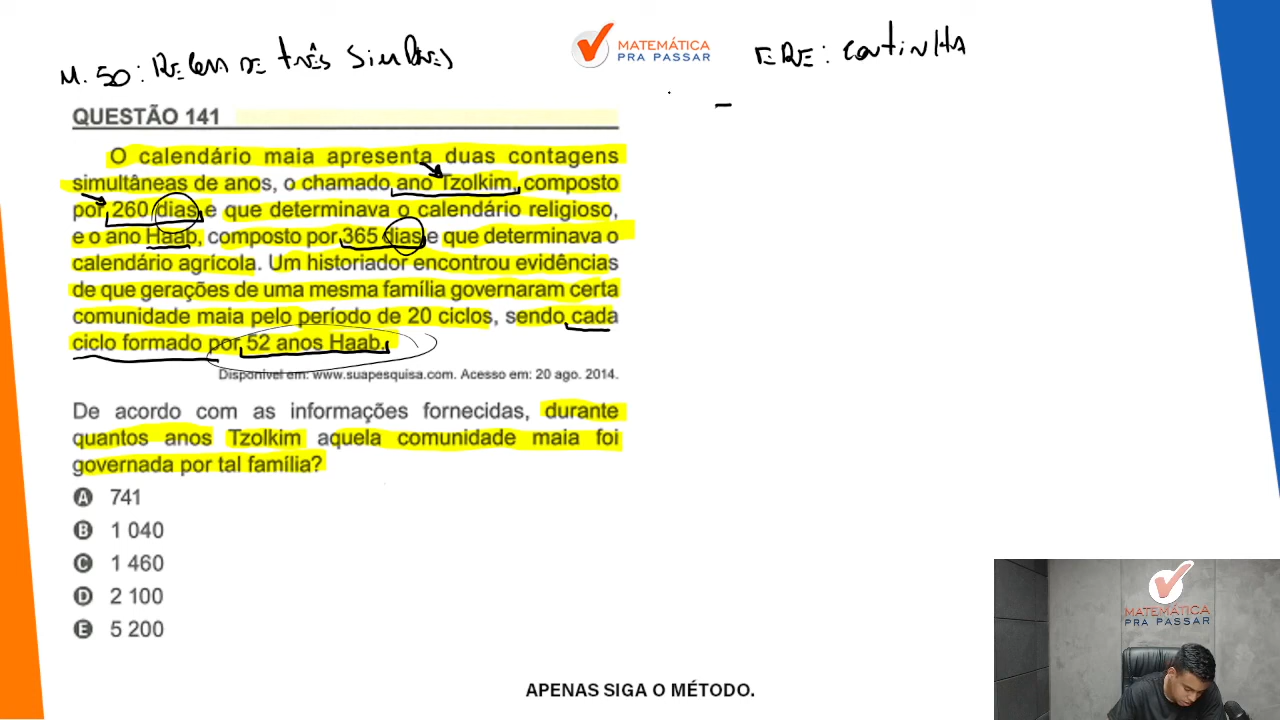 M. 50: REGRA DE TRÊS SIMPLES
MATEMÁTICA
PRA PASSAR
ERE: CONTINHA
QUESTÃO 141
O calendário maia apresenta duas contagens
simultâneas de anos, o chamado ano Tzolkim, composto
por 260 dias e que determinava o calendário religioso,
e o ano Haab, composto por 365 dias e que determinava o
calendário agrícola. Um historiador encontrou evidências
de que gerações de uma mesma família governaram certa
comunidade maia pelo período de 20 ciclos, sendo cada
ciclo formado por 52 anos Haab.
Disponível em: www.suapesquisa.com. Acesso em: 20 ago. 2014.
De acordo com as informações fornecidas, durante
quantos anos Tzolkim aquela comunidade maia foi
governada por tal família?
A 741
B 1 040
C 1 460
D 2 100
E 5 200
MATEMÁTICA
PRA PASSAR
APENAS SIGA O MÉTODO.